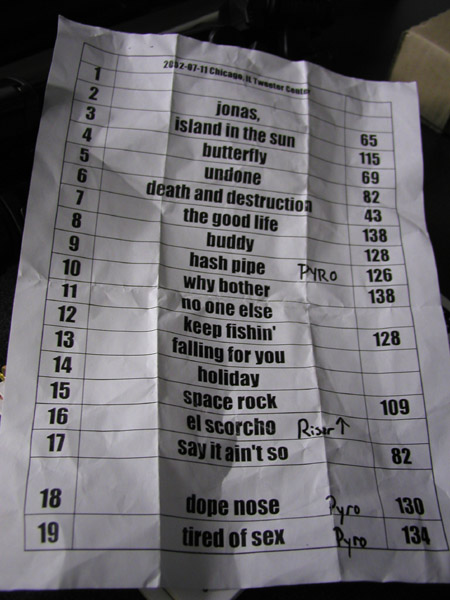 2002-07-11 Chicago, IL Tweeter Center
1
2 jonas,
3 island in the sun 65
4 butterfly 115
5 undone 69
6 death and destruction 82
7 the good life 43
8 buddy 138
9 hash pipe PYRO 128
10 why bother 126
11 no one else 138
12 keep fishin' 128
13 falling for you
14 holiday
15 space rock 109
16 el scorcho Riser ↑
17 say it ain't so 82
18 dope nose Pyro 130
19 tired of sex Pyro 134